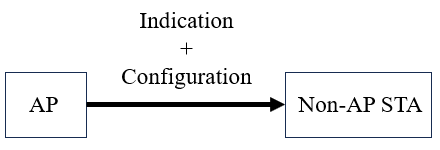 Indication
+
Configuration
AP
Non-AP STA